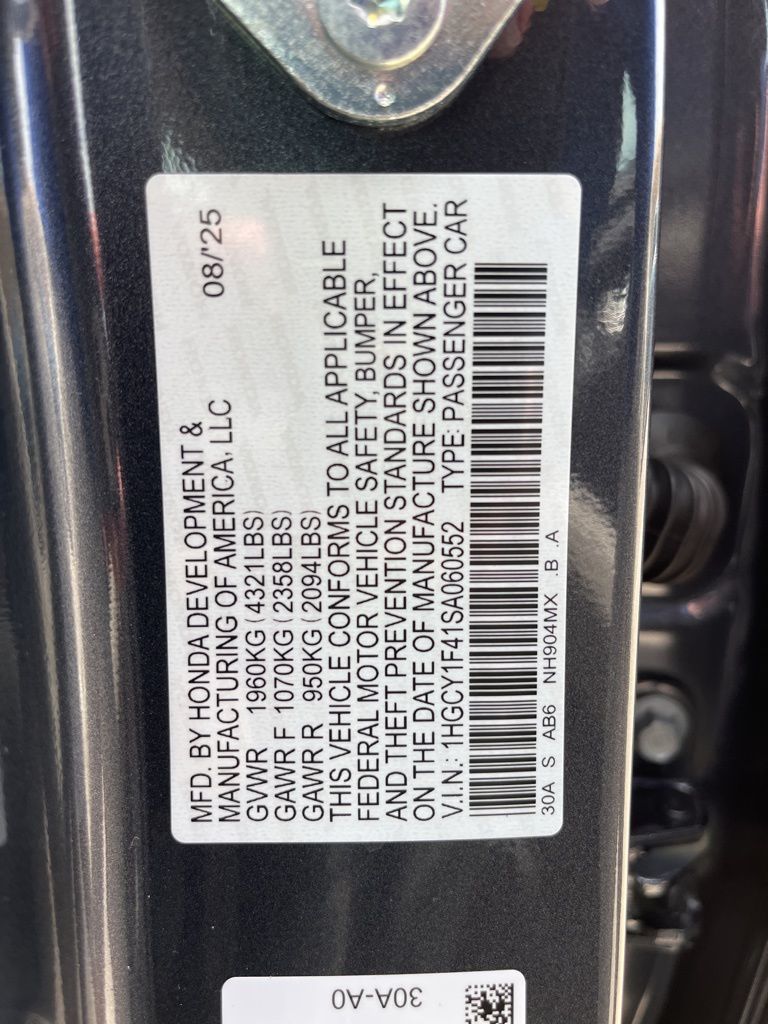 MFD. BY HONDA DEVELOPMENT &
MANUFACTURING OF AMERICA, LLC 08/'25
GVWR 1960KG (4321LBS)
GAWR F 1070KG (2358LBS)
GAWR R 950KG (2094LBS)
THIS VEHICLE CONFORMS TO ALL APPLICABLE
FEDERAL MOTOR VEHICLE SAFETY, BUMPER,
AND THEFT PREVENTION STANDARDS IN EFFECT
ON THE DATE OF MANUFACTURE SHOWN ABOVE.
V.I.N.: 1HGCY1F41SA060552 TYPE: PASSENGER CAR
30A S AB6 NH904MX .B .A
30A-A0